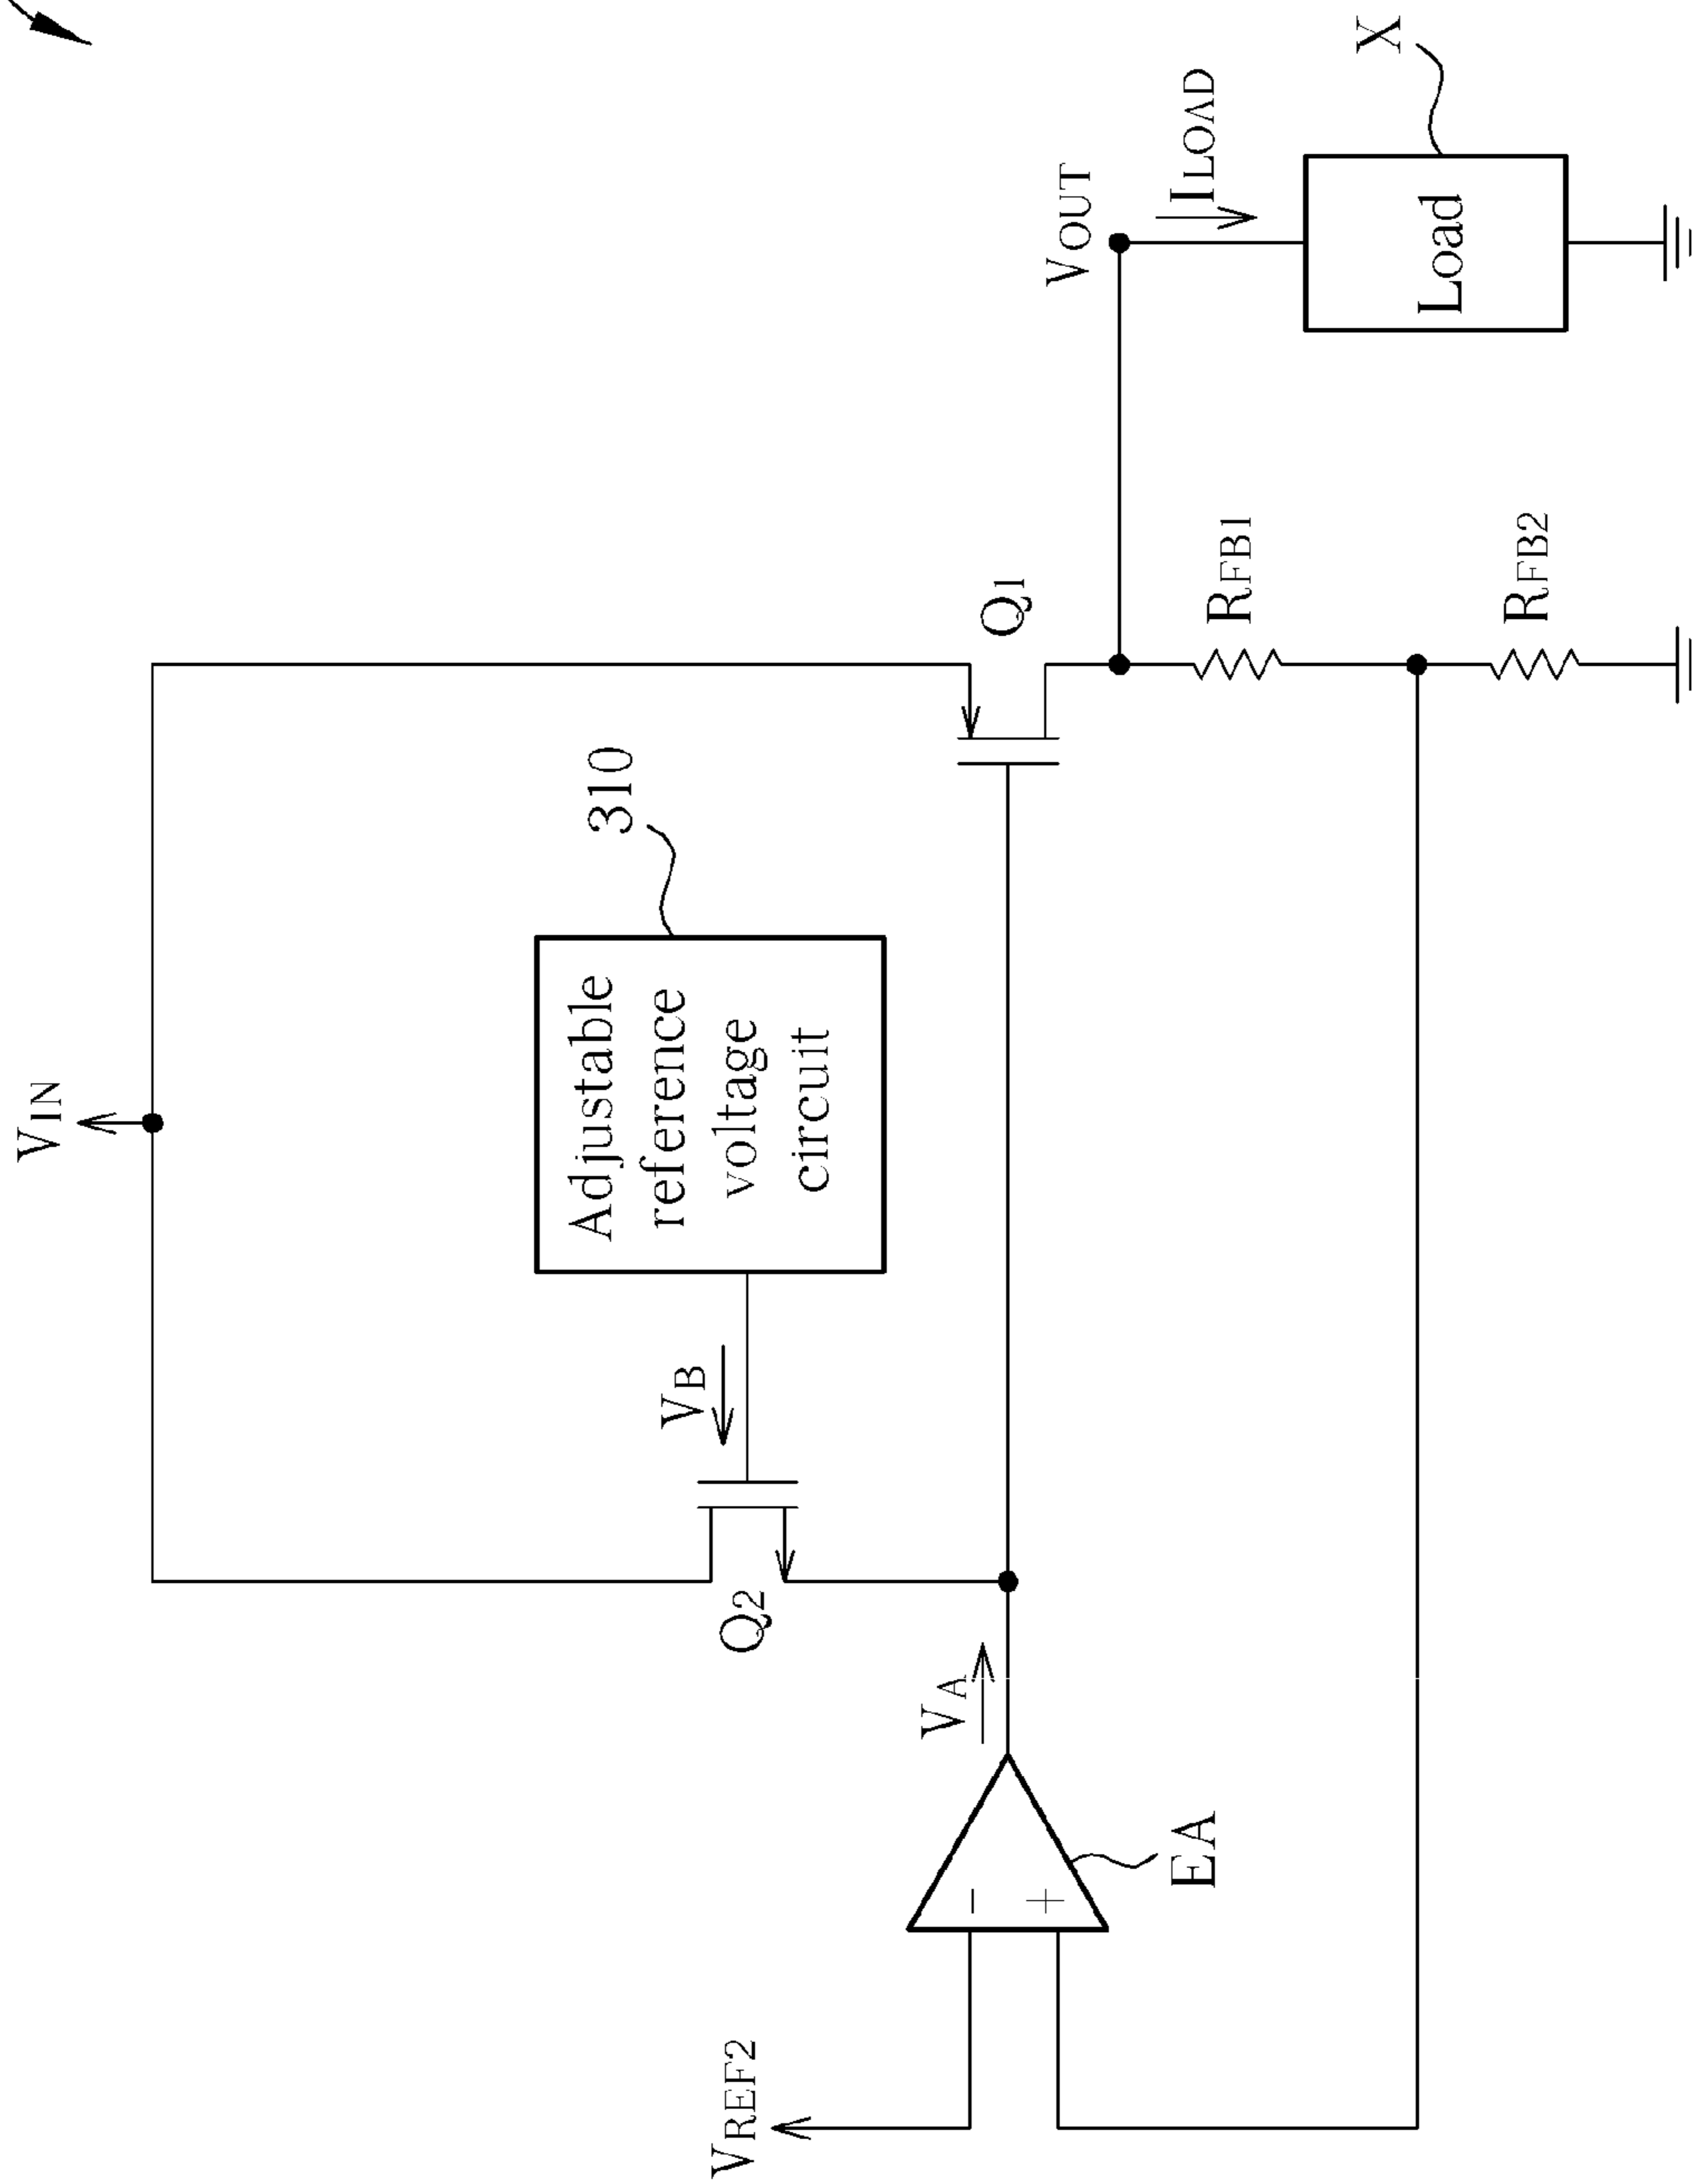 VIN
Adjustable
reference
voltage
circuit
310
VB
Q2
Q1
VREF2
-
+
EA
VA
VOUT
ILOAD
RFB1
RFB2
Load
X